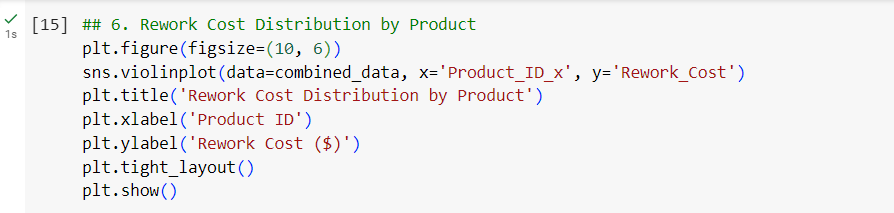 [15] ## 6. Rework Cost Distribution by Product
plt.figure(figsize=(10, 6))
sns.violinplot(data=combined_data, x='Product_ID_x', y='Rework_Cost')
plt.title('Rework Cost Distribution by Product')
plt.xlabel('Product ID')
plt.ylabel('Rework Cost ($)')
plt.tight_layout()
plt.show()
1s